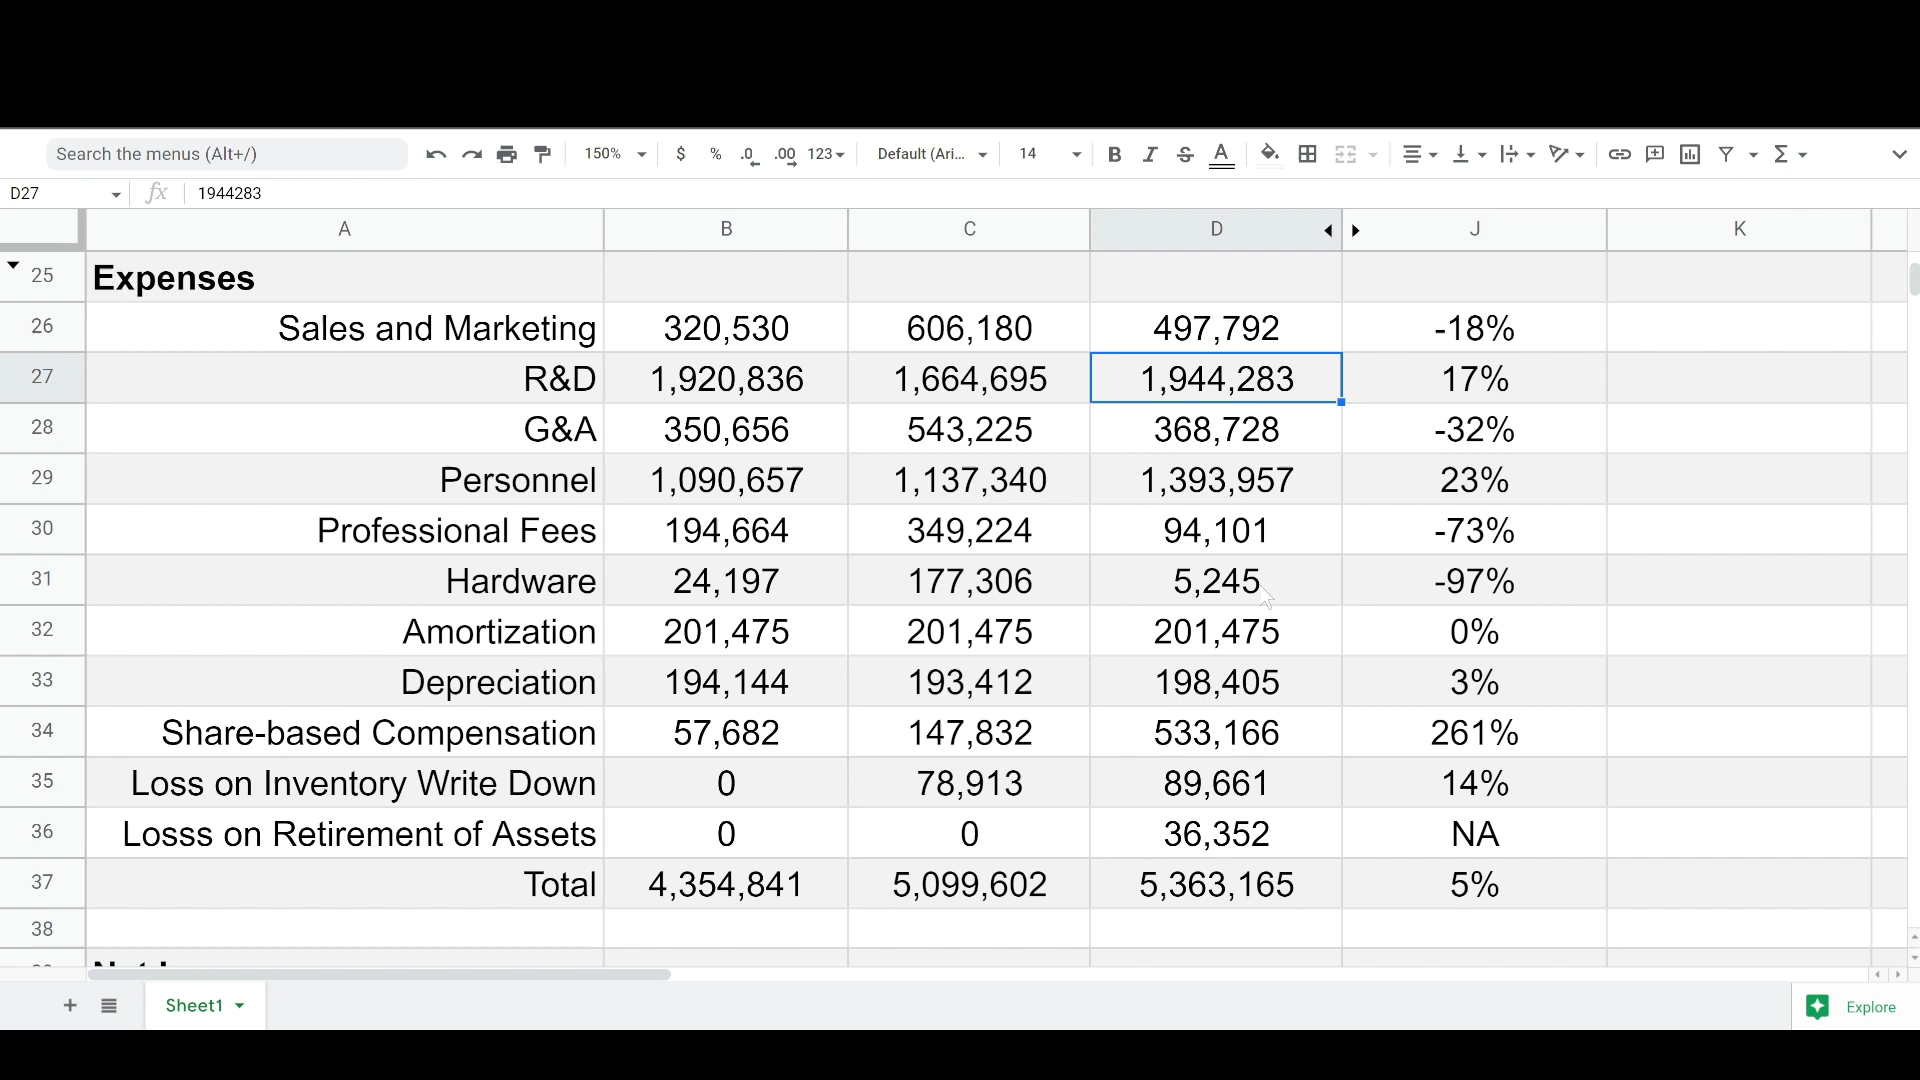 Search the menus (Alt+/) 150% $ % .0 .00 123 Default (Ari... 14 B I S A
D27 fx 1944283
A B C D J K
25 Expenses
26 Sales and Marketing 320,530 606,180 497,792 -18%
27 R&D 1,920,836 1,664,695 1,944,283 17%
28 G&A 350,656 543,225 368,728 -32%
29 Personnel 1,090,657 1,137,340 1,393,957 23%
30 Professional Fees 194,664 349,224 94,101 -73%
31 Hardware 24,197 177,306 5,245 -97%
32 Amortization 201,475 201,475 201,475 0%
33 Depreciation 194,144 193,412 198,405 3%
34 Share-based Compensation 57,682 147,832 533,166 261%
35 Loss on Inventory Write Down 0 78,913 89,661 14%
36 Losss on Retirement of Assets 0 0 36,352 NA
37 Total 4,354,841 5,099,602 5,363,165 5%
38
Sheet1 Explore